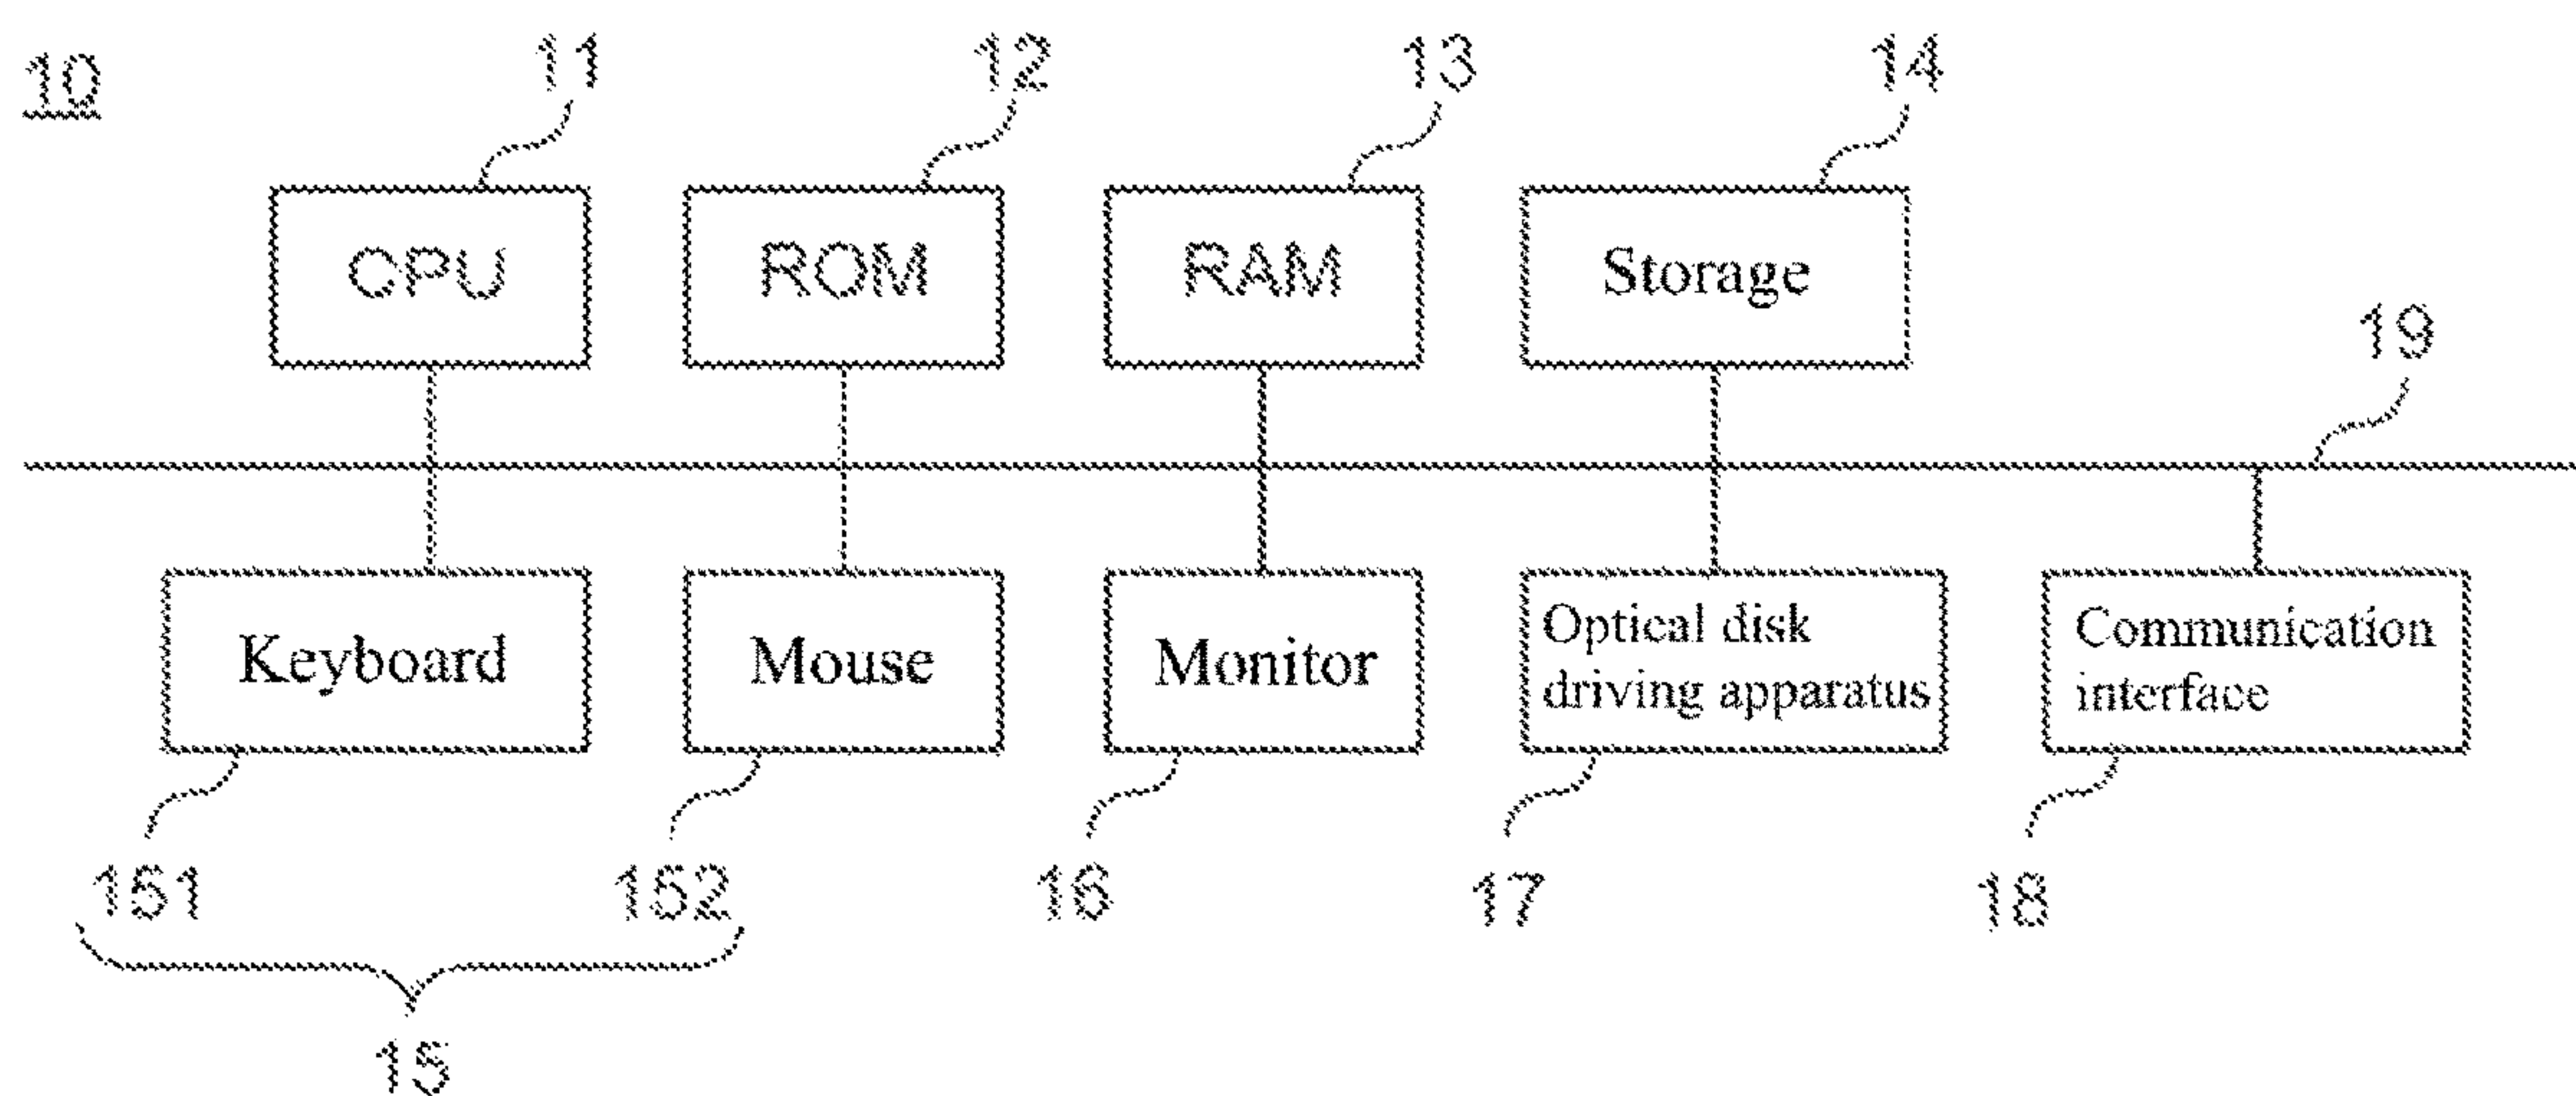 10
11
12
13
14
CPU
ROM
RAM
Storage
19
Keyboard
Mouse
Monitor
Optical disk
driving apparatus
Communication
interface
151
152
16
17
18
15